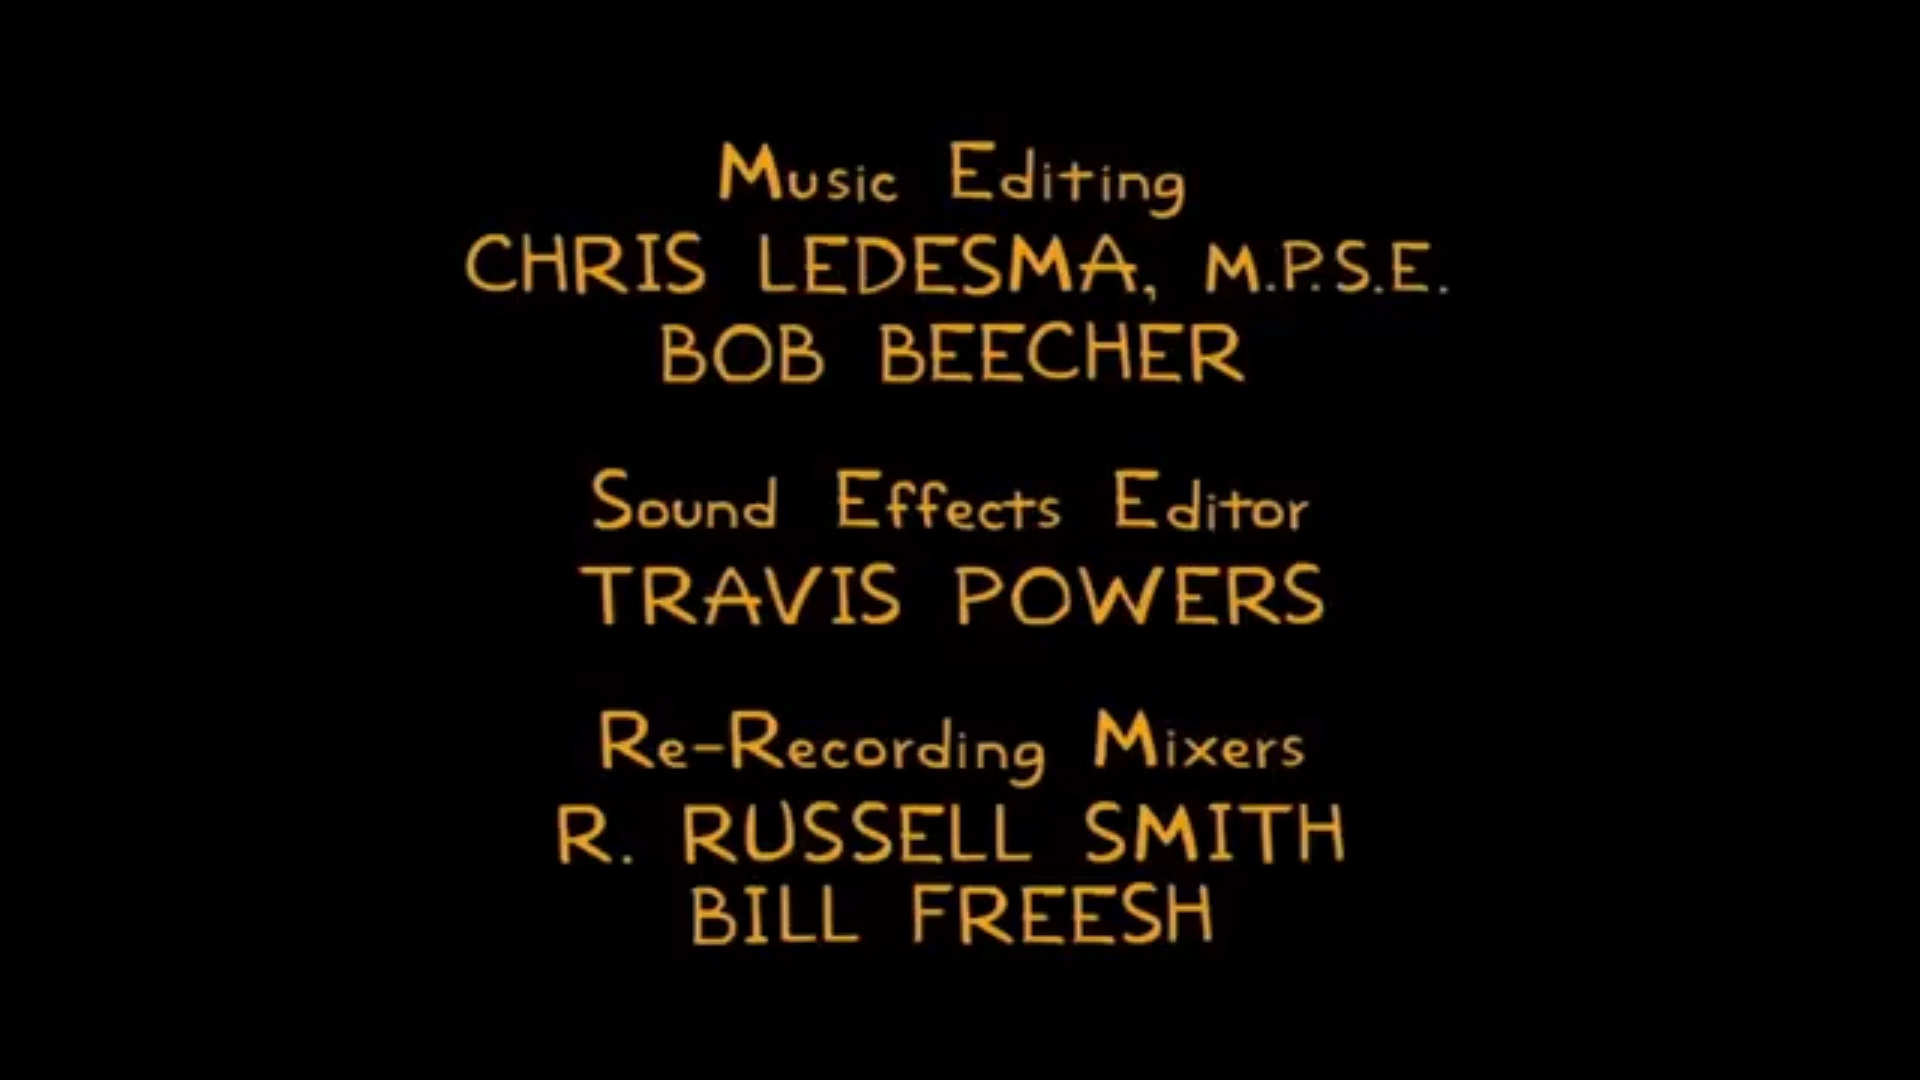 Music Editing
CHRIS LEDESMA, M.P.S.E.
BOB BEECHER
Sound Effects Editor
TRAVIS POWERS
Re-Recording Mixers
R. RUSSELL SMITH
BILL FREESH